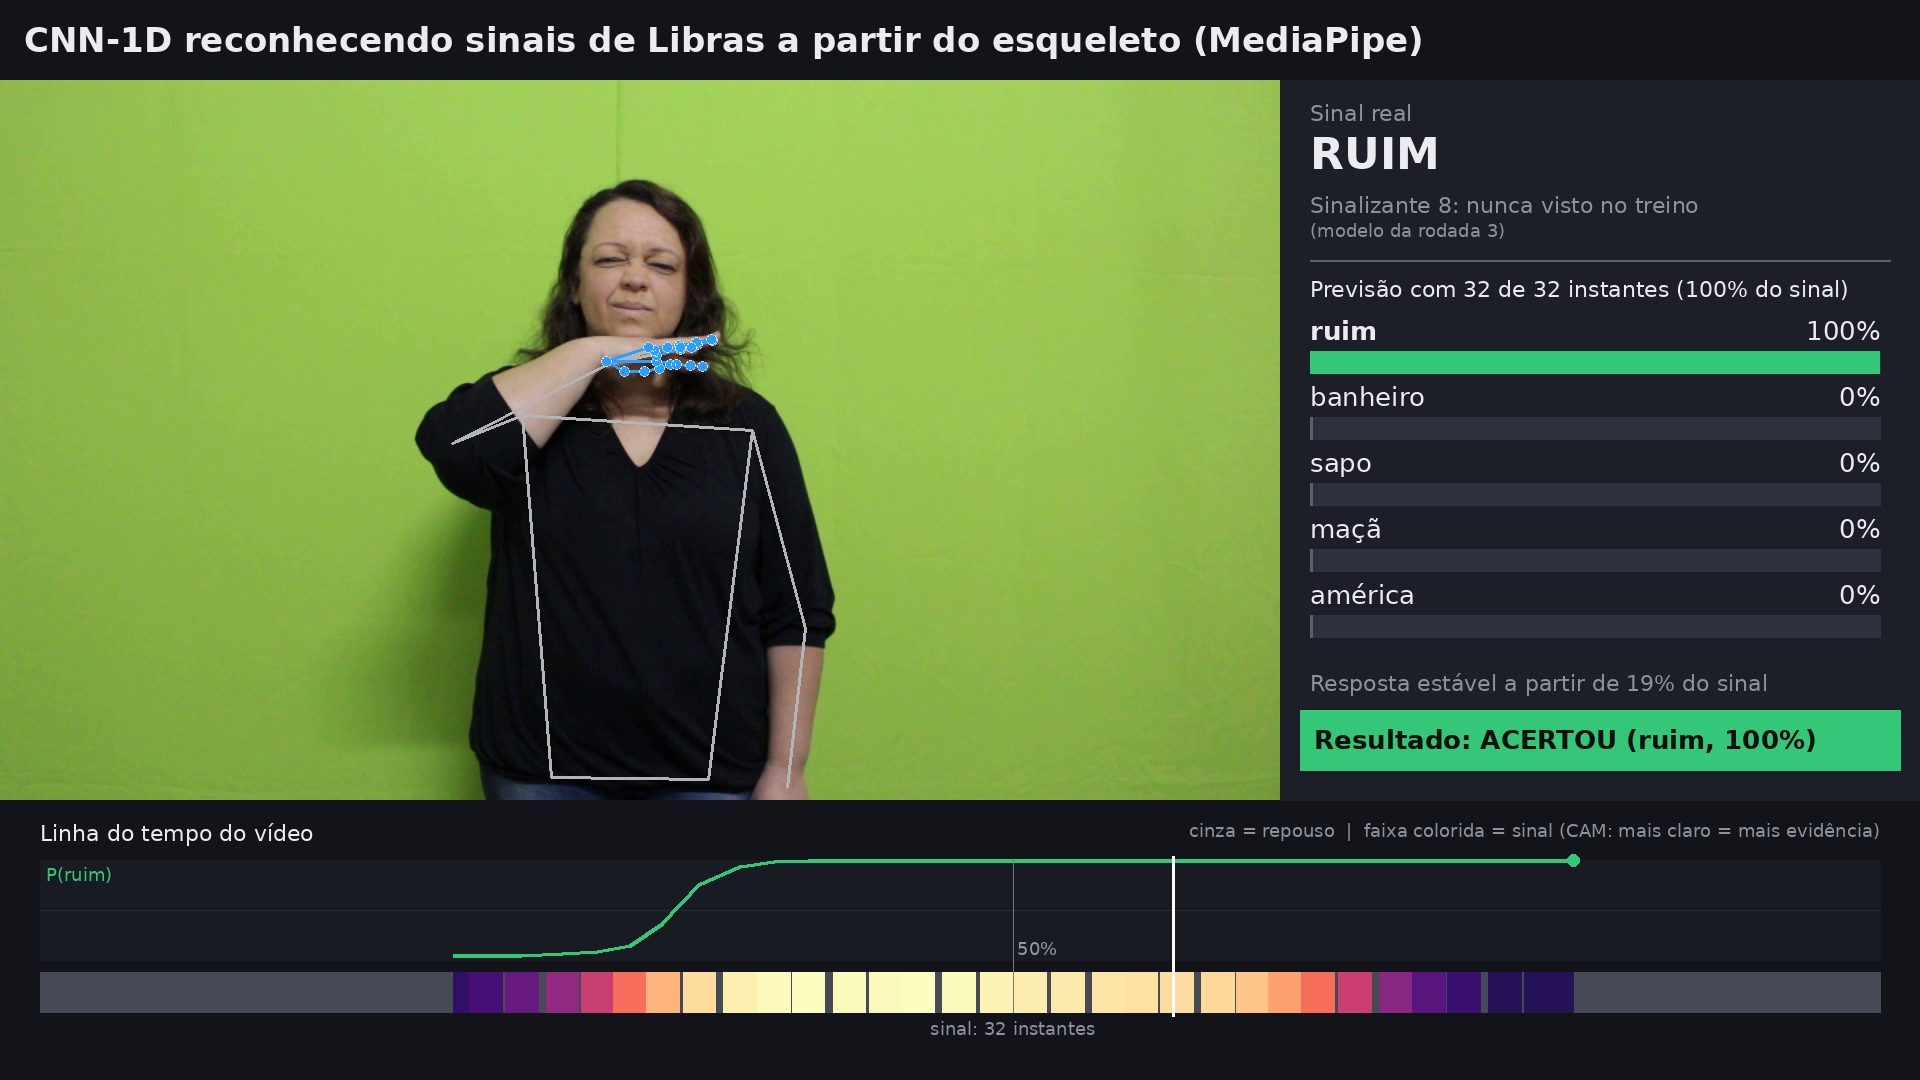 CNN-1D reconhecendo sinais de Libras a partir do esqueleto (MediaPipe)
Sinal real
RUIM
Sinalizante 8: nunca visto no treino
(modelo da rodada 3)
Previsão com 32 de 32 instantes (100% do sinal)
ruim 100%
banheiro 0%
sapo 0%
maçã 0%
américa 0%
Resposta estável a partir de 19% do sinal
Resultado: ACERTOU (ruim, 100%)
Linha do tempo do vídeo
cinza = repouso | faixa colorida = sinal (CAM: mais claro = mais evidência)
P(ruim)
50%
sinal: 32 instantes